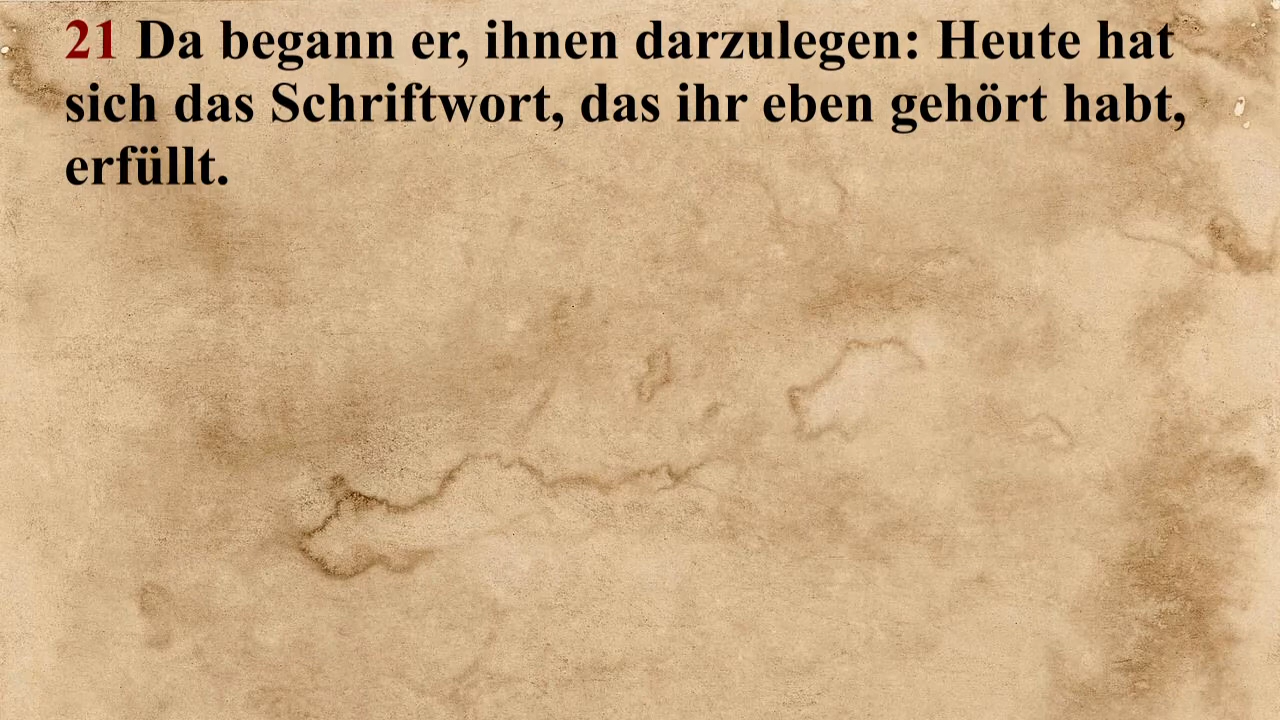 21 Da begann er, ihnen darzulegen: Heute hat
sich das Schriftwort, das ihr eben gehört habt,
erfüllt.